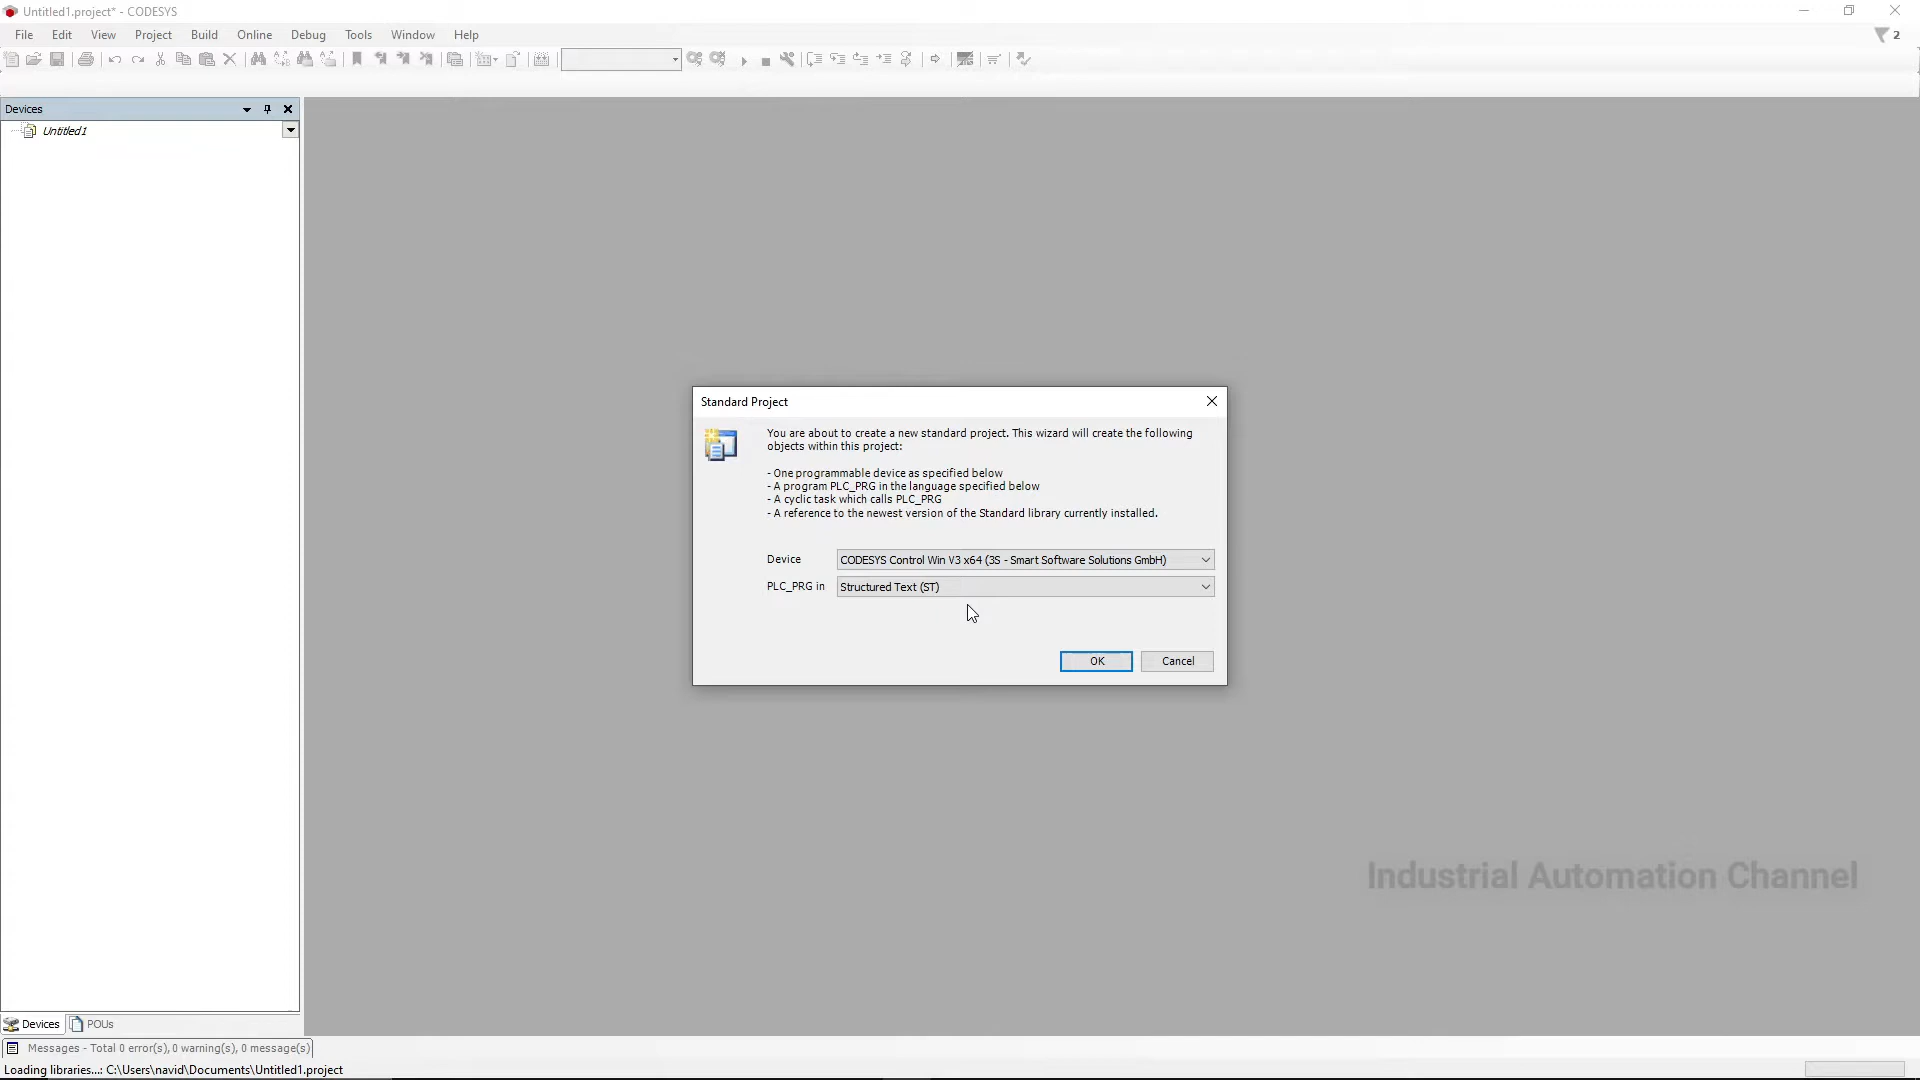 Untitled1.project* - CODESYS
File Edit View Project Build Online Debug Tools Window Help
2
Devices
Untitled1
Standard Project
You are about to create a new standard project. This wizard will create the following
objects within this project:
- One programmable device as specified below
- A program PLC_PRG in the language specified below
- A cyclic task which calls PLC_PRG
- A reference to the newest version of the Standard library currently installed.
Device CODESYS Control Win V3 x64 (3S - Smart Software Solutions GmbH)
PLC_PRG in Structured Text (ST)
OK Cancel
Industrial Automation Channel
Devices POUs
Messages - Total 0 error(s), 0 warning(s), 0 message(s)
Loading libraries...: C:\Users\navid\Documents\Untitled1.project